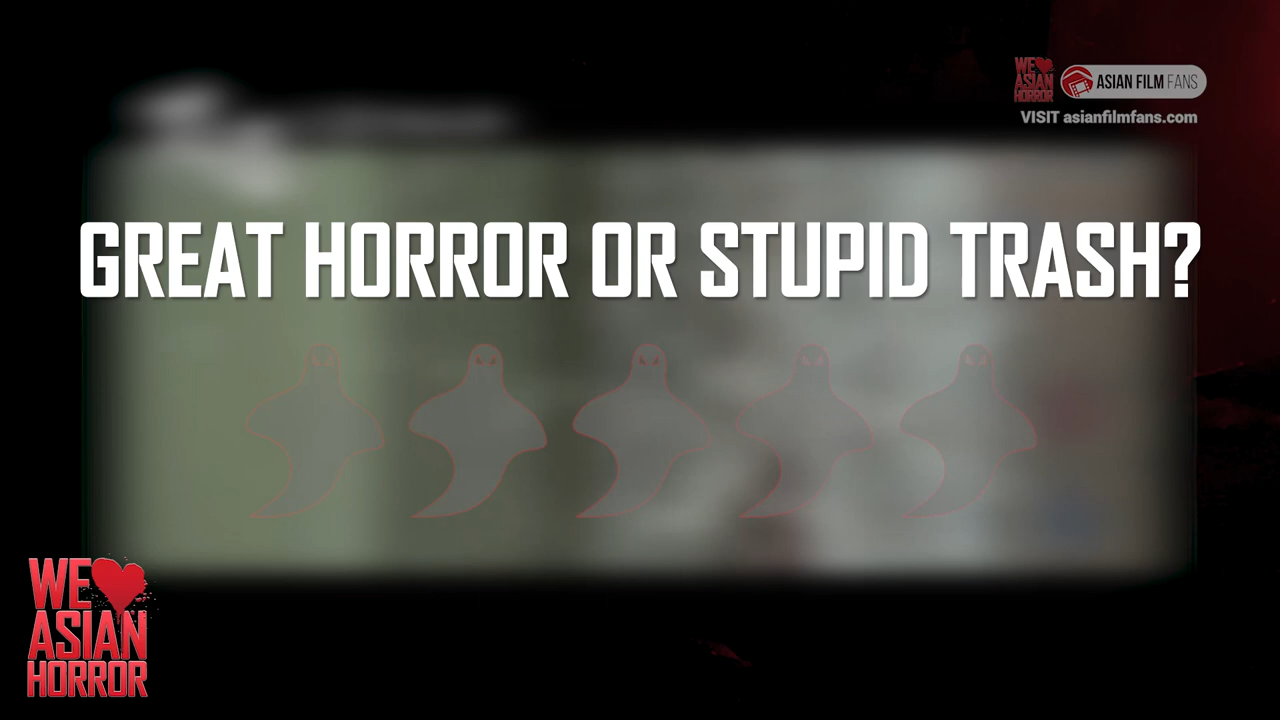 WE
ASIAN
HORROR
ASIAN FILM FANS
VISIT asianfilmfans.com
GREAT HORROR OR STUPID TRASH?
WE
ASIAN
HORROR